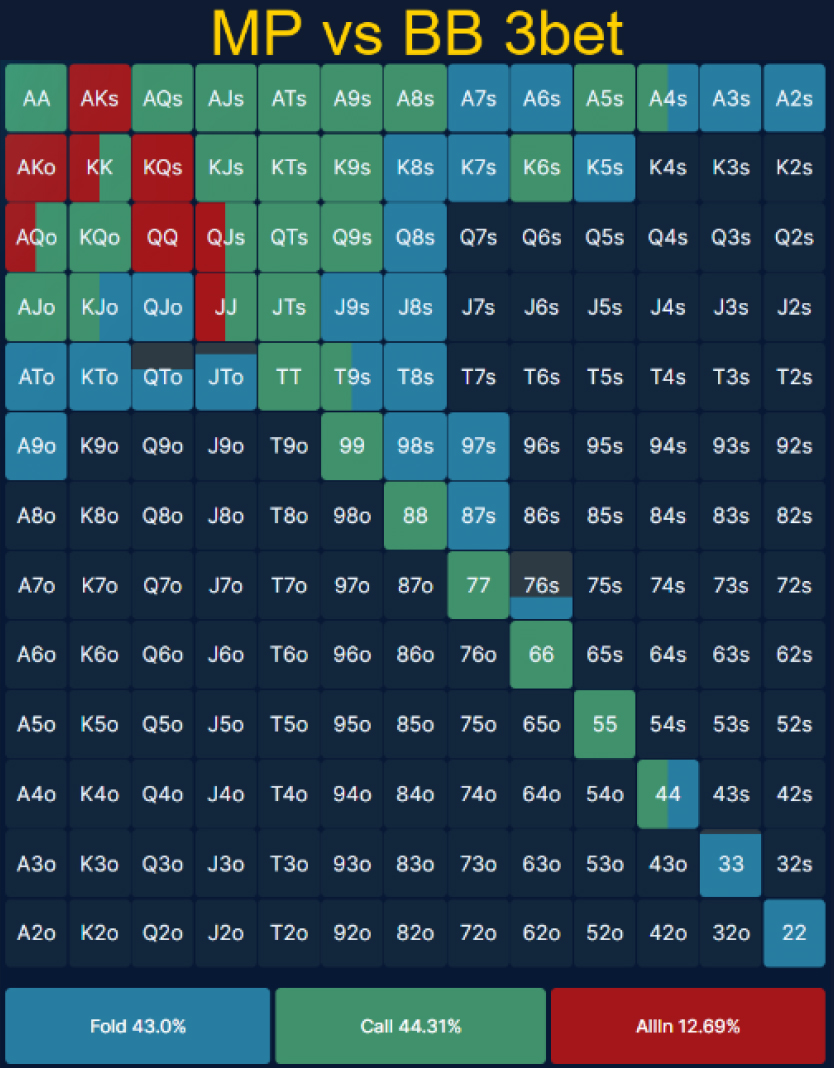 MP vs BB 3bet
AA AKs AQs AJs ATs A9s A8s A7s A6s A5s A4s A3s A2s
AKo KK KQs KJs KTs K9s K8s K7s K6s K5s K4s K3s K2s
AQo KQo QQ QJs QTs Q9s Q8s Q7s Q6s Q5s Q4s Q3s Q2s
AJo KJo QJo JJ JTs J9s J8s J7s J6s J5s J4s J3s J2s
ATo KTo QTo JTo TT T9s T8s T7s T6s T5s T4s T3s T2s
A9o K9o Q9o J9o T9o 99 98s 97s 96s 95s 94s 93s 92s
A8o K8o Q8o J8o T8o 98o 88 87s 86s 85s 84s 83s 82s
A7o K7o Q7o J7o T7o 97o 87o 77 76s 75s 74s 73s 72s
A6o K6o Q6o J6o T6o 96o 86o 76o 66 65s 64s 63s 62s
A5o K5o Q5o J5o T5o 95o 85o 75o 65o 55 54s 53s 52s
A4o K4o Q4o J4o T4o 94o 84o 74o 64o 54o 44 43s 42s
A3o K3o Q3o J3o T3o 93o 83o 73o 63o 53o 43o 33 32s
A2o K2o Q2o J2o T2o 92o 82o 72o 62o 52o 42o 32o 22
Fold 43.0% Call 44.31% AllIn 12.69%